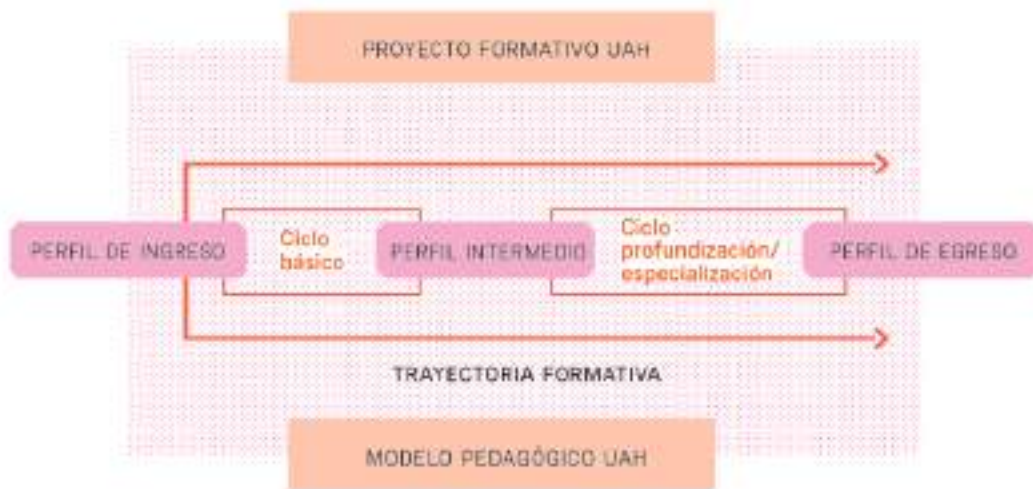 PROYECTO FORMATIVO UAH
PERFIL DE INGRESO
Ciclo
básico
PERFIL INTERMEDIO
Ciclo
profundización/
especialización
PERFIL DE EGRESO
TRAYECTORIA FORMATIVA
MODELO PEDAGÓGICO UAH